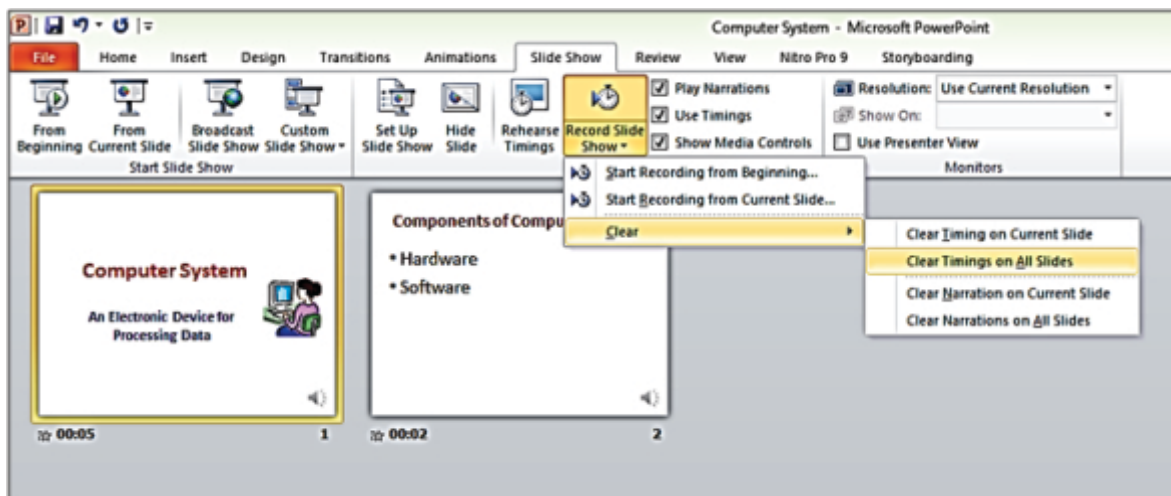 Computer System - Microsoft PowerPoint
File Home Insert Design Transitions Animations Slide Show Review View Nitro Pro 9 Storyboarding
From Beginning
From Current Slide
Broadcast Slide Show
Custom Slide Show
Set Up Slide Show
Hide Slide
Rehearse Timings
Record Slide Show
Play Narrations
Use Timings
Show Media Controls
Resolution: Use Current Resolution
Show On:
Use Presenter View
Start Slide Show
Monitors
Start Recording from Beginning...
Start Recording from Current Slide...
Clear
Clear Timing on Current Slide
Clear Timings on All Slides
Clear Narration on Current Slide
Clear Narrations on All Slides
Computer System
An Electronic Device for
Processing Data
00:05 1
Components of Compu
• Hardware
• Software
00:02 2